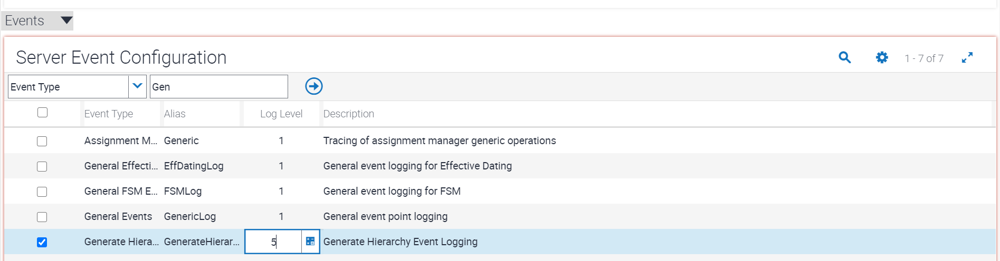 Events
Server Event Configuration
1 - 7 of 7
Event Type Gen
Event Type Alias Log Level Description
Assignment M... Generic 1 Tracing of assignment manager generic operations
General Effecti... EffDatingLog 1 General event logging for Effective Dating
General FSM E... FSMLog 1 General event logging for FSM
General Events GenericLog 1 General event point logging
Generate Hiera... GenerateHierar... 5 Generate Hierarchy Event Logging